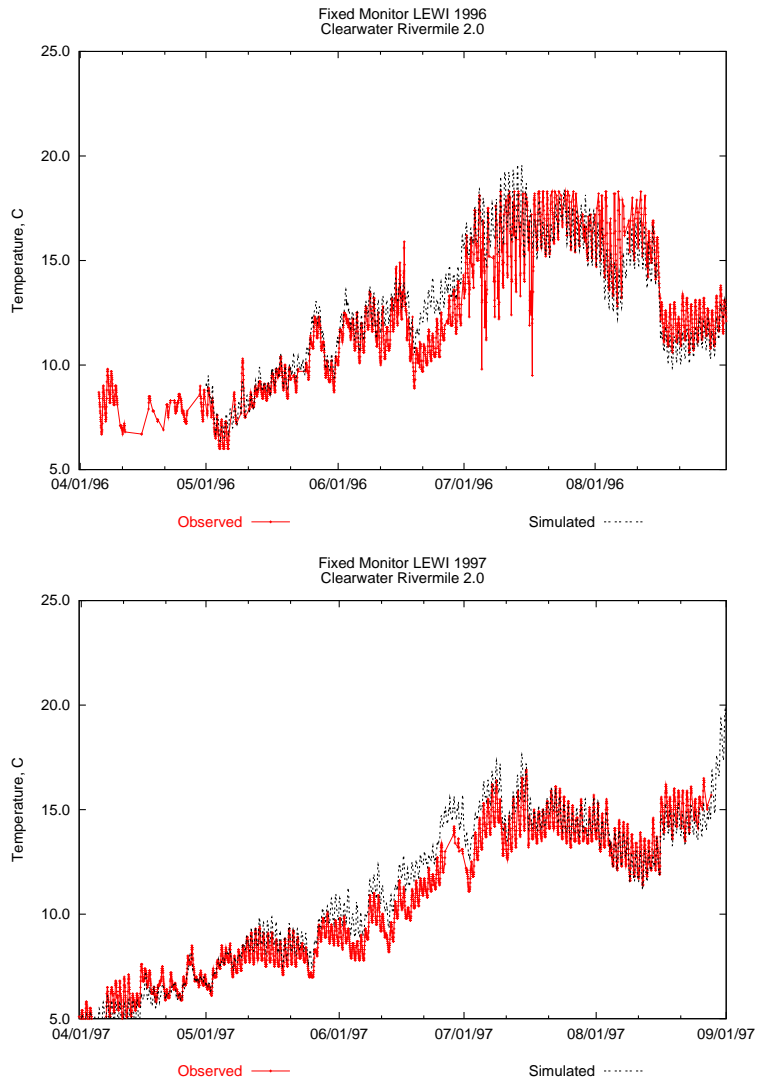 Fixed Monitor LEWI 1996
Clearwater Rivermile 2.0
25.0
20.0
15.0
10.0
5.0
Temperature, C
04/01/96 05/01/96 06/01/96 07/01/96 08/01/96
Observed Simulated
Fixed Monitor LEWI 1997
Clearwater Rivermile 2.0
25.0
20.0
15.0
10.0
5.0
Temperature, C
04/01/97 05/01/97 06/01/97 07/01/97 08/01/97 09/01/97
Observed Simulated